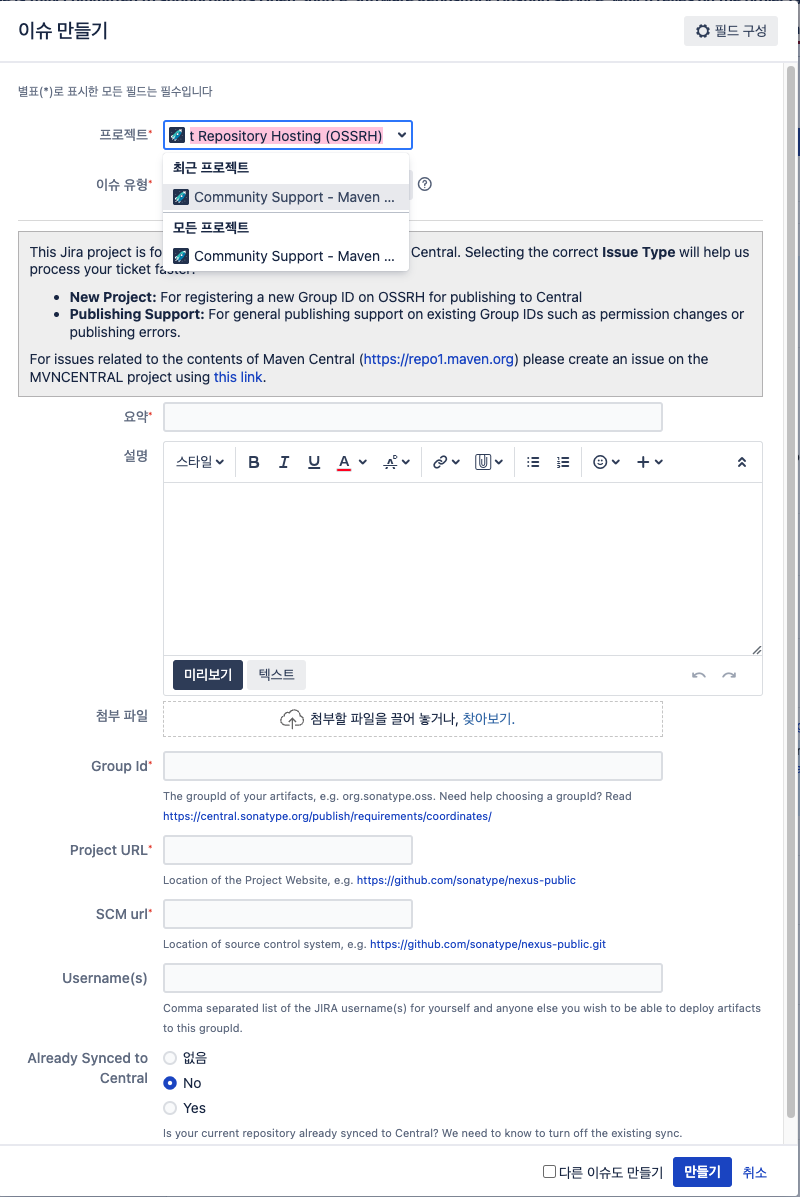 이슈 만들기
필드 구성
별표(*)로 표시한 모든 필드는 필수입니다
프로젝트*
t Repository Hosting (OSSRH)
최근 프로젝트
이슈 유형*
Community Support - Maven ...
모든 프로젝트
Community Support - Maven ...
This Jira project is fo Central. Selecting the correct Issue Type will help us
process your ticket faster.
• New Project: For registering a new Group ID on OSSRH for publishing to Central
• Publishing Support: For general publishing support on existing Group IDs such as permission changes or
publishing errors.
For issues related to the contents of Maven Central (https://repo1.maven.org) please create an issue on the
MVNCENTRAL project using this link.
요약*
설명
스타일
B I U A
미리보기
텍스트
첨부 파일
첨부할 파일을 끌어 놓거나, 찾아보기.
Group Id*
The groupId of your artifacts, e.g. org.sonatype.oss. Need help choosing a groupId? Read
https://central.sonatype.org/publish/requirements/coordinates/
Project URL*
Location of the Project Website, e.g. https://github.com/sonatype/nexus-public
SCM url*
Location of source control system, e.g. https://github.com/sonatype/nexus-public.git
Username(s)
Comma separated list of the JIRA username(s) for yourself and anyone else you wish to be able to deploy artifacts
to this groupId.
Already Synced to
Central
없음
No
Yes
Is your current repository already synced to Central? We need to know to turn off the existing sync.
다른 이슈도 만들기
만들기
취소